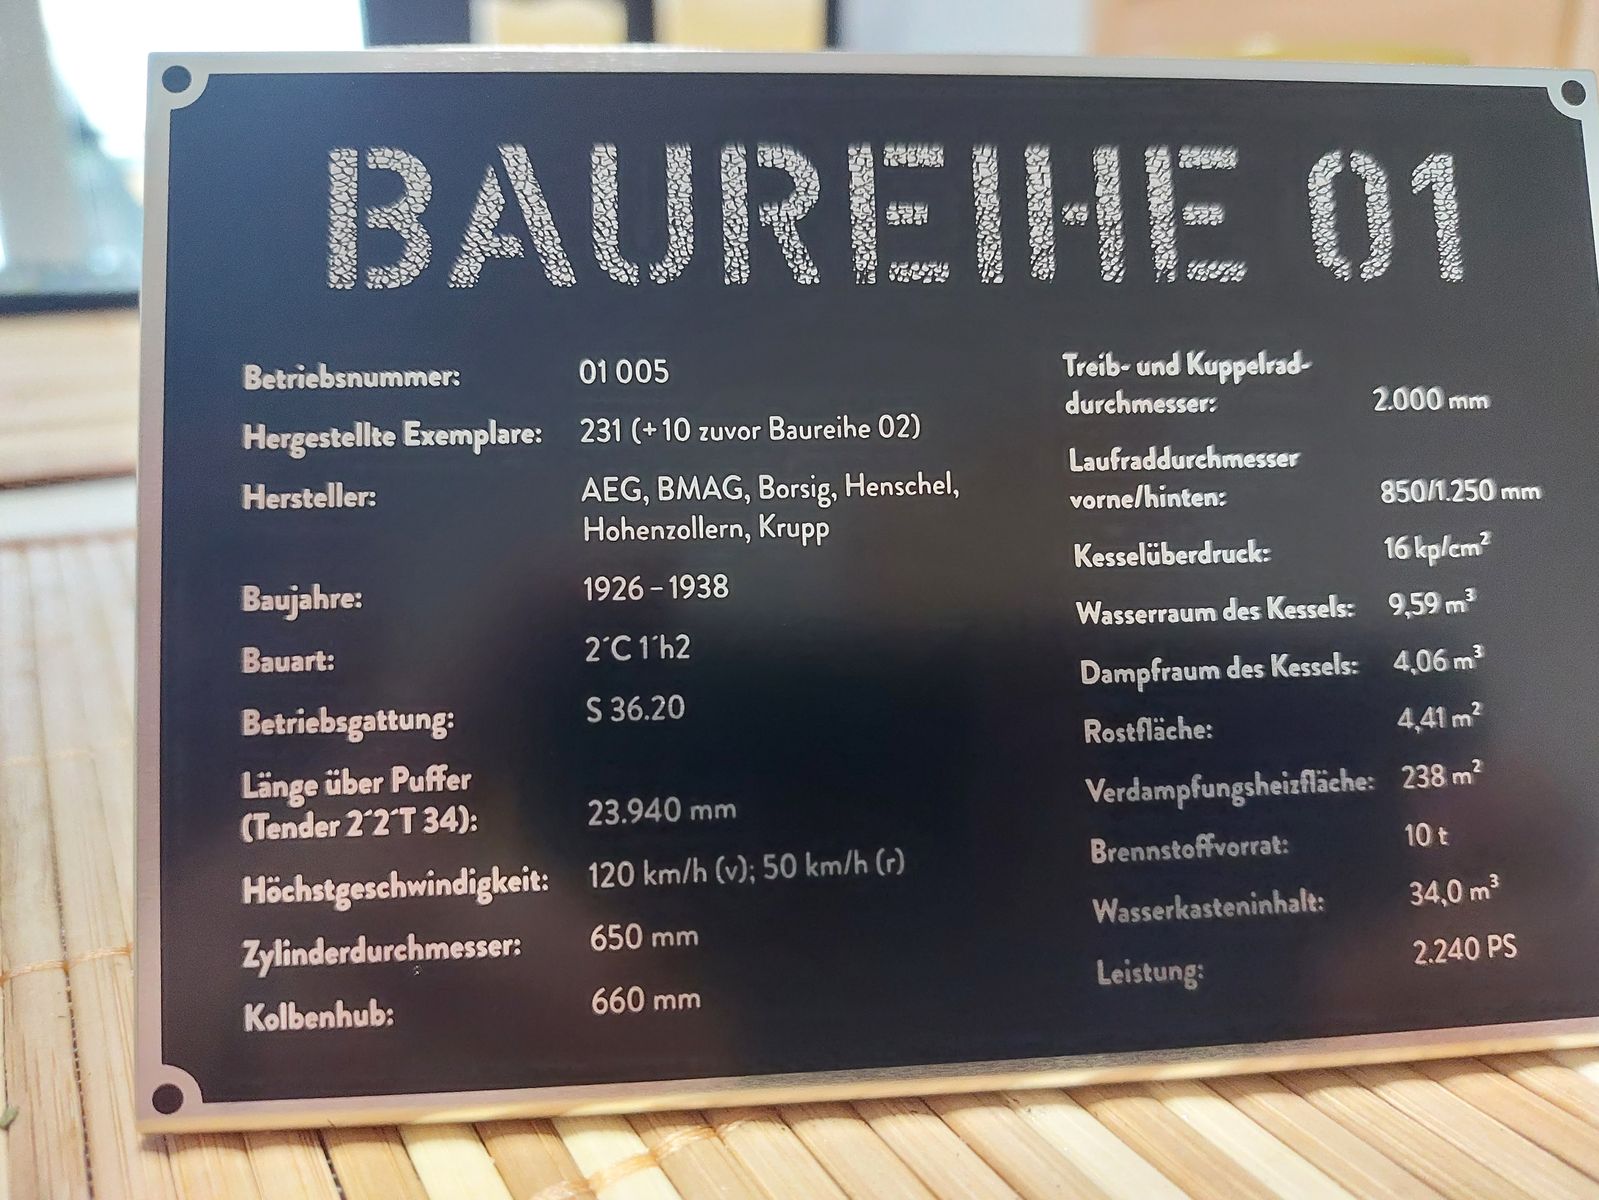 BAUREIHE 01
Betriebsnummer: 01 005
Hergestellte Exemplare: 231 (+10 zuvor Baureihe 02)
Hersteller: AEG, BMAG, Borsig, Henschel,
Hohenzollern, Krupp
Baujahre: 1926 – 1938
Bauart: 2´C 1´h2
Betriebsgattung: S 36.20
Länge über Puffer
(Tender 2´2´T 34): 23.940 mm
Höchstgeschwindigkeit: 120 km/h (v); 50 km/h (r)
Zylinderdurchmesser: 650 mm
Kolbenhub: 660 mm
Treib- und Kuppelrad-
durchmesser: 2.000 mm
Laufraddurchmesser
vorne/hinten: 850/1.250 mm
Kesselüberdruck: 16 kp/cm²
Wasserraum des Kessels: 9,59 m³
Dampfraum des Kessels: 4,06 m³
Rostfläche: 4,41 m²
Verdampfungsheizfläche: 238 m²
Brennstoffvorrat: 10 t
Wasserkasteninhalt: 34,0 m³
Leistung: 2.240 PS